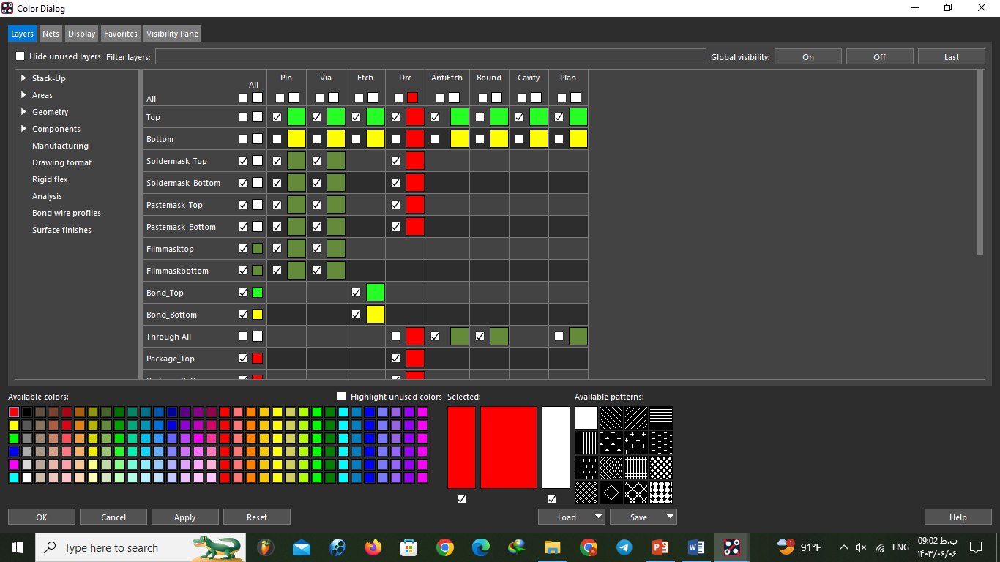 Color Dialog
Layers Nets Display Favorites Visibility Pane
Hide unused layers Filter layers: Global visibility: On Off Last
Stack-Up
Areas
Geometry
Components
Manufacturing
Drawing format
Rigid flex
Analysis
Bond wire profiles
Surface finishes
Pin Via Etch Drc AntiEtch Bound Cavity Plan
All
All
Top
Bottom
Soldermask_Top
Soldermask_Bottom
Pastemask_Top
Pastemask_Bottom
Filmmasktop
Filmmaskbottom
Bond_Top
Bond_Bottom
Through All
Package_Top
Available colors: Highlight unused colors Selected: Available patterns:
OK Cancel Apply Reset Load Save Help
Type here to search
1 91°F ENG 09:02 ب.ظ
۱۴۰۳/۰۶/۰۶